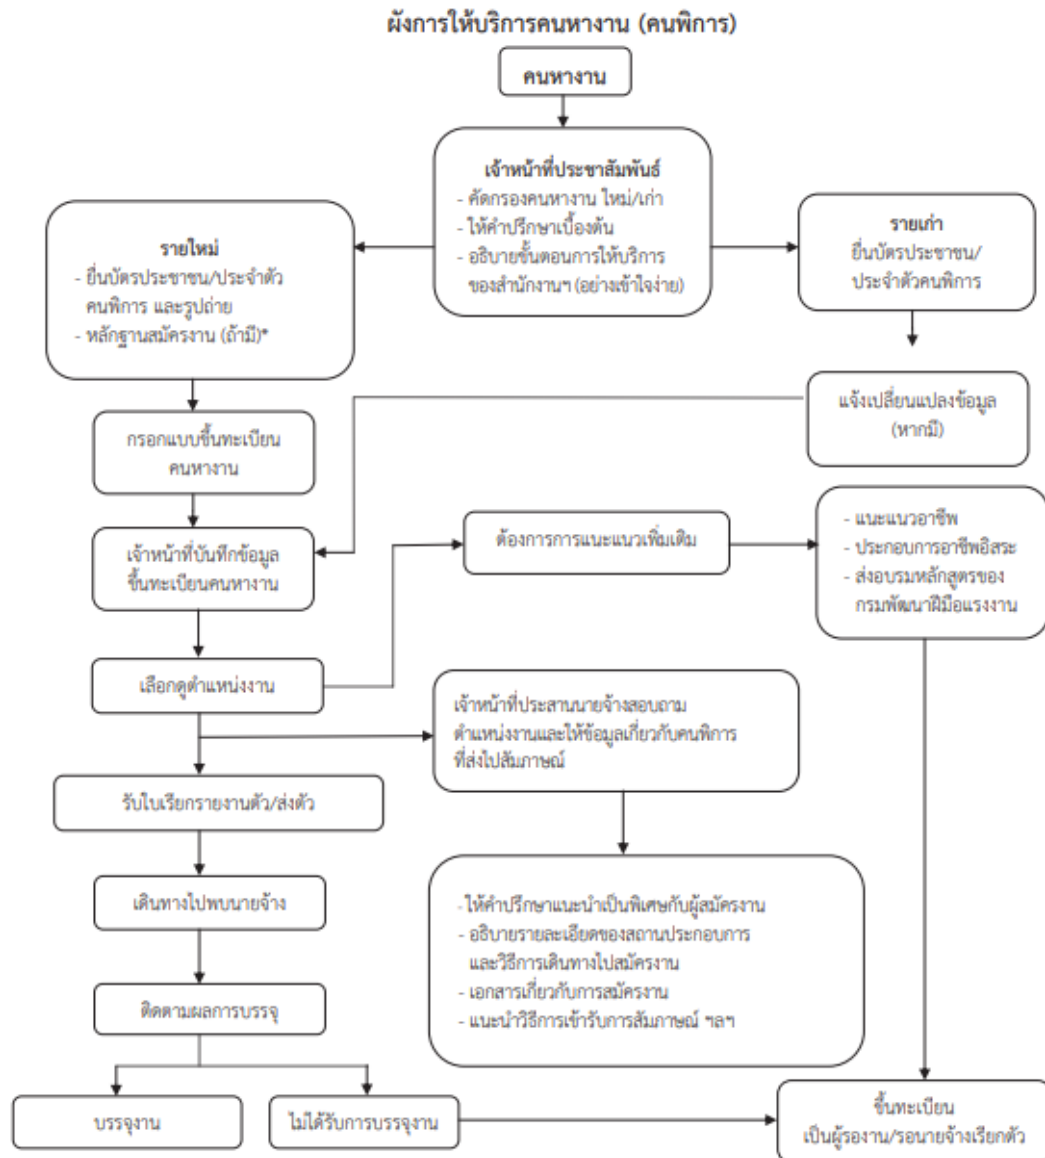 ผังการให้บริการคนหางาน (คนพิการ)
คนหางาน
เจ้าหน้าที่ประชาสัมพันธ์
- คัดกรองคนหางาน ใหม่/เก่า
- ให้คำปรึกษาเบื้องต้น
- อธิบายขั้นตอนการให้บริการ
ของสำนักงานฯ (อย่างเข้าใจง่าย)
รายใหม่
- ยื่นบัตรประชาชน/ประจำตัว
คนพิการ และรูปถ่าย
- หลักฐานสมัครงาน (ถ้ามี)*
รายเก่า
ยื่นบัตรประชาชน/
ประจำตัวคนพิการ
แจ้งเปลี่ยนแปลงข้อมูล
(หากมี)
กรอกแบบขึ้นทะเบียน
คนหางาน
เจ้าหน้าที่บันทึกข้อมูล
ขึ้นทะเบียนคนหางาน
ต้องการการแนะแนวเพิ่มเติม
- แนะแนวอาชีพ
- ประกอบการอาชีพอิสระ
- ส่งอบรมหลักสูตรของ
กรมพัฒนาฝีมือแรงงาน
เลือกดูตำแหน่งงาน
เจ้าหน้าที่ประสานนายจ้างสอบถาม
ตำแหน่งงานและให้ข้อมูลเกี่ยวกับคนพิการ
ที่ส่งไปสัมภาษณ์
รับใบเรียกรายงานตัว/ส่งตัว
เดินทางไปพบนายจ้าง
- ให้คำปรึกษาแนะนำเป็นพิเศษกับผู้สมัครงาน
- อธิบายรายละเอียดของสถานประกอบการ
และวิธีการเดินทางไปสมัครงาน
- เอกสารเกี่ยวกับการสมัครงาน
- แนะนำวิธีการเข้ารับการสัมภาษณ์ ฯลฯ
ติดตามผลการบรรจุ
บรรจุงาน
ไม่ได้รับการบรรจุงาน
ขึ้นทะเบียน
เป็นผู้รองาน/รอนายจ้างเรียกตัว